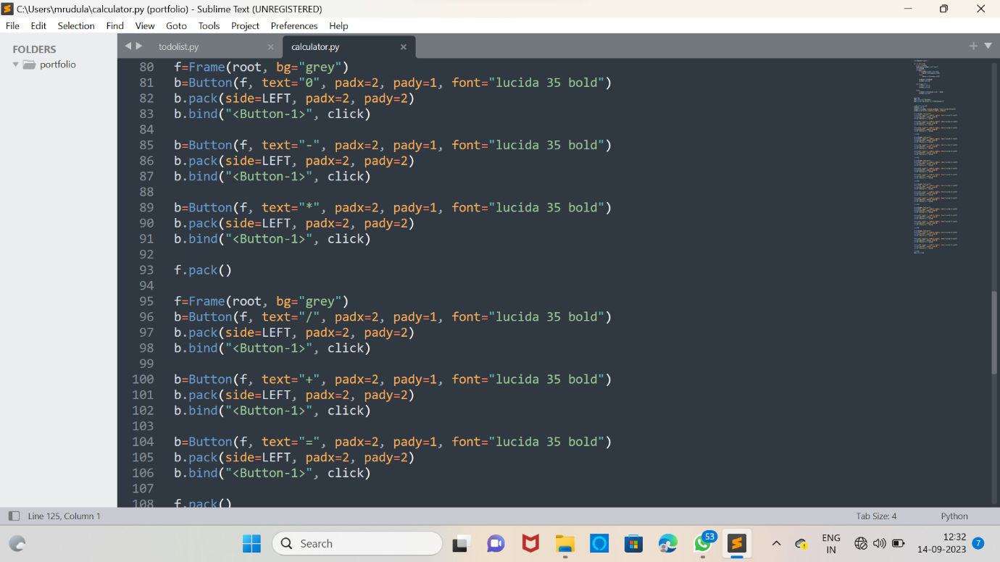 C:\Users\mrudula\calculator.py (portfolio) - Sublime Text (UNREGISTERED)
File Edit Selection Find View Goto Tools Project Preferences Help
FOLDERS
portfolio
todolist.py
calculator.py
80 f=Frame(root, bg="grey")
81 b=Button(f, text="0", padx=2, pady=1, font="lucida 35 bold")
82 b.pack(side=LEFT, padx=2, pady=2)
83 b.bind("<Button-1>", click)
84
85 b=Button(f, text="-", padx=2, pady=1, font="lucida 35 bold")
86 b.pack(side=LEFT, padx=2, pady=2)
87 b.bind("<Button-1>", click)
88
89 b=Button(f, text="*", padx=2, pady=1, font="lucida 35 bold")
90 b.pack(side=LEFT, padx=2, pady=2)
91 b.bind("<Button-1>", click)
92
93 f.pack()
94
95 f=Frame(root, bg="grey")
96 b=Button(f, text="/", padx=2, pady=1, font="lucida 35 bold")
97 b.pack(side=LEFT, padx=2, pady=2)
98 b.bind("<Button-1>", click)
99
100 b=Button(f, text="+", padx=2, pady=1, font="lucida 35 bold")
101 b.pack(side=LEFT, padx=2, pady=2)
102 b.bind("<Button-1>", click)
103
104 b=Button(f, text="=", padx=2, pady=1, font="lucida 35 bold")
105 b.pack(side=LEFT, padx=2, pady=2)
106 b.bind("<Button-1>", click)
107
108 f.pack()
Line 125, Column 1 Tab Size: 4 Python
Search
53
ENG
IN
12:32
14-09-2023
7